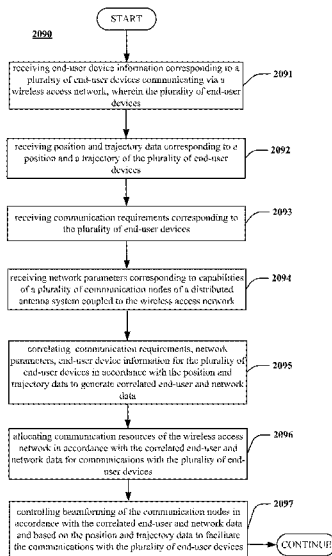 START
2090
receiving end-user device information corresponding to a
plurality of end-user devices communicating via a
wireless access network, wherein the plurality of end-user
devices
2091
receiving position and trajectory data corresponding to a
position and a trajectory of the plurality of end-user
devices
2092
receiving communication requirements corresponding to
the plurality of end-user devices
2093
receiving network parameters corresponding to capabilities
of a plurality of communication nodes of a distributed
antenna system coupled to the wireless access network
2094
correlating communication requirements, network
parameters, end-user device information for the plurality of
end-user devices in accordance with the position and
trajectory data to generate correlated end-user and network
data
2095
allocating communication resources of the wireless access
network in accordance with the correlated end-user and
network data for communications with the plurality of end-
user devices
2096
controlling beamforming of the communication nodes in
accordance with the correlated end-user and network data
and based on the position and trajectory data to facilitate
the communications with the plurality of end-user devices
2097
CONTINUE